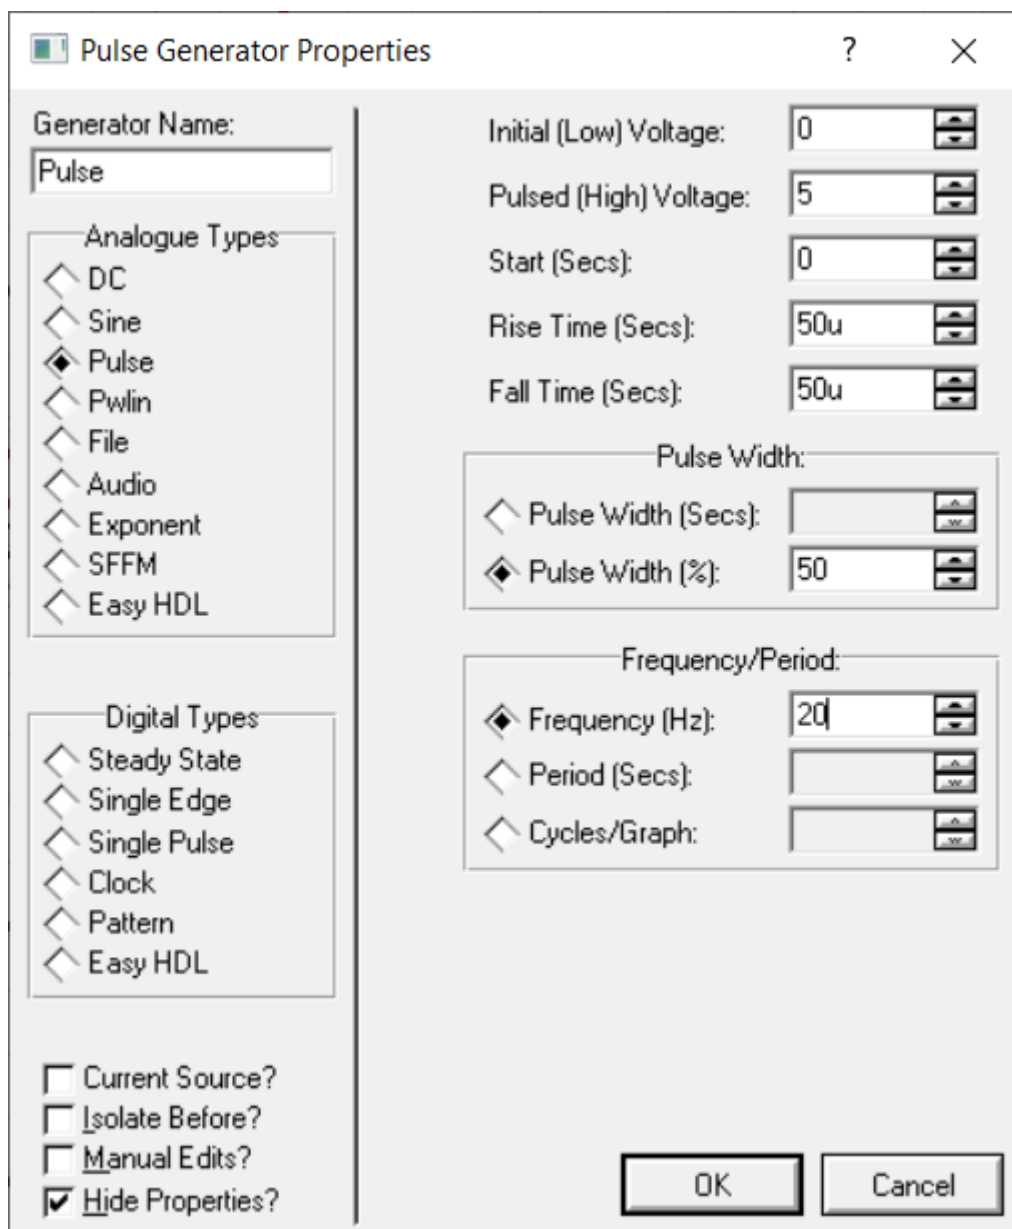 Pulse Generator Properties
?
Generator Name:
Pulse
Analogue Types
DC
Sine
Pulse
Pwlin
File
Audio
Exponent
SFFM
Easy HDL
Digital Types
Steady State
Single Edge
Single Pulse
Clock
Pattern
Easy HDL
Current Source?
Isolate Before?
Manual Edits?
Hide Properties?
Initial (Low) Voltage: 0
Pulsed (High) Voltage: 5
Start (Secs): 0
Rise Time (Secs): 50u
Fall Time (Secs): 50u
Pulse Width:
Pulse Width (Secs):
Pulse Width (%): 50
Frequency/Period:
Frequency (Hz): 20
Period (Secs):
Cycles/Graph:
OK Cancel